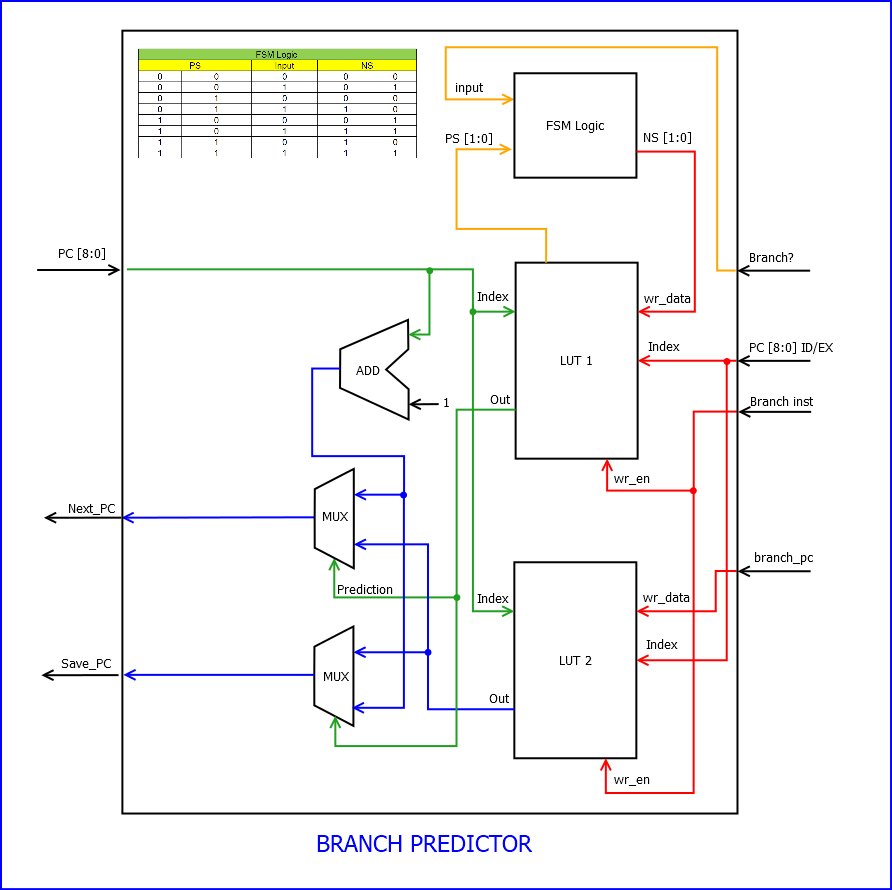 FSM Logic
PS Input NS
0 0 0 0 0
0 0 1 0 1
0 1 0 0 0
0 1 1 1 0
1 0 0 0 1
1 0 1 1 1
1 1 0 1 0
1 1 1 1 1
input
FSM Logic
PS [1:0]
NS [1:0]
PC [8:0]
Branch?
Index
wr_data
Index
PC [8:0] ID/EX
ADD
LUT 1
1
Out
Branch inst
wr_en
Next_PC
MUX
branch_pc
Prediction
Index
wr_data
Index
LUT 2
Save_PC
MUX
Out
wr_en
BRANCH PREDICTOR